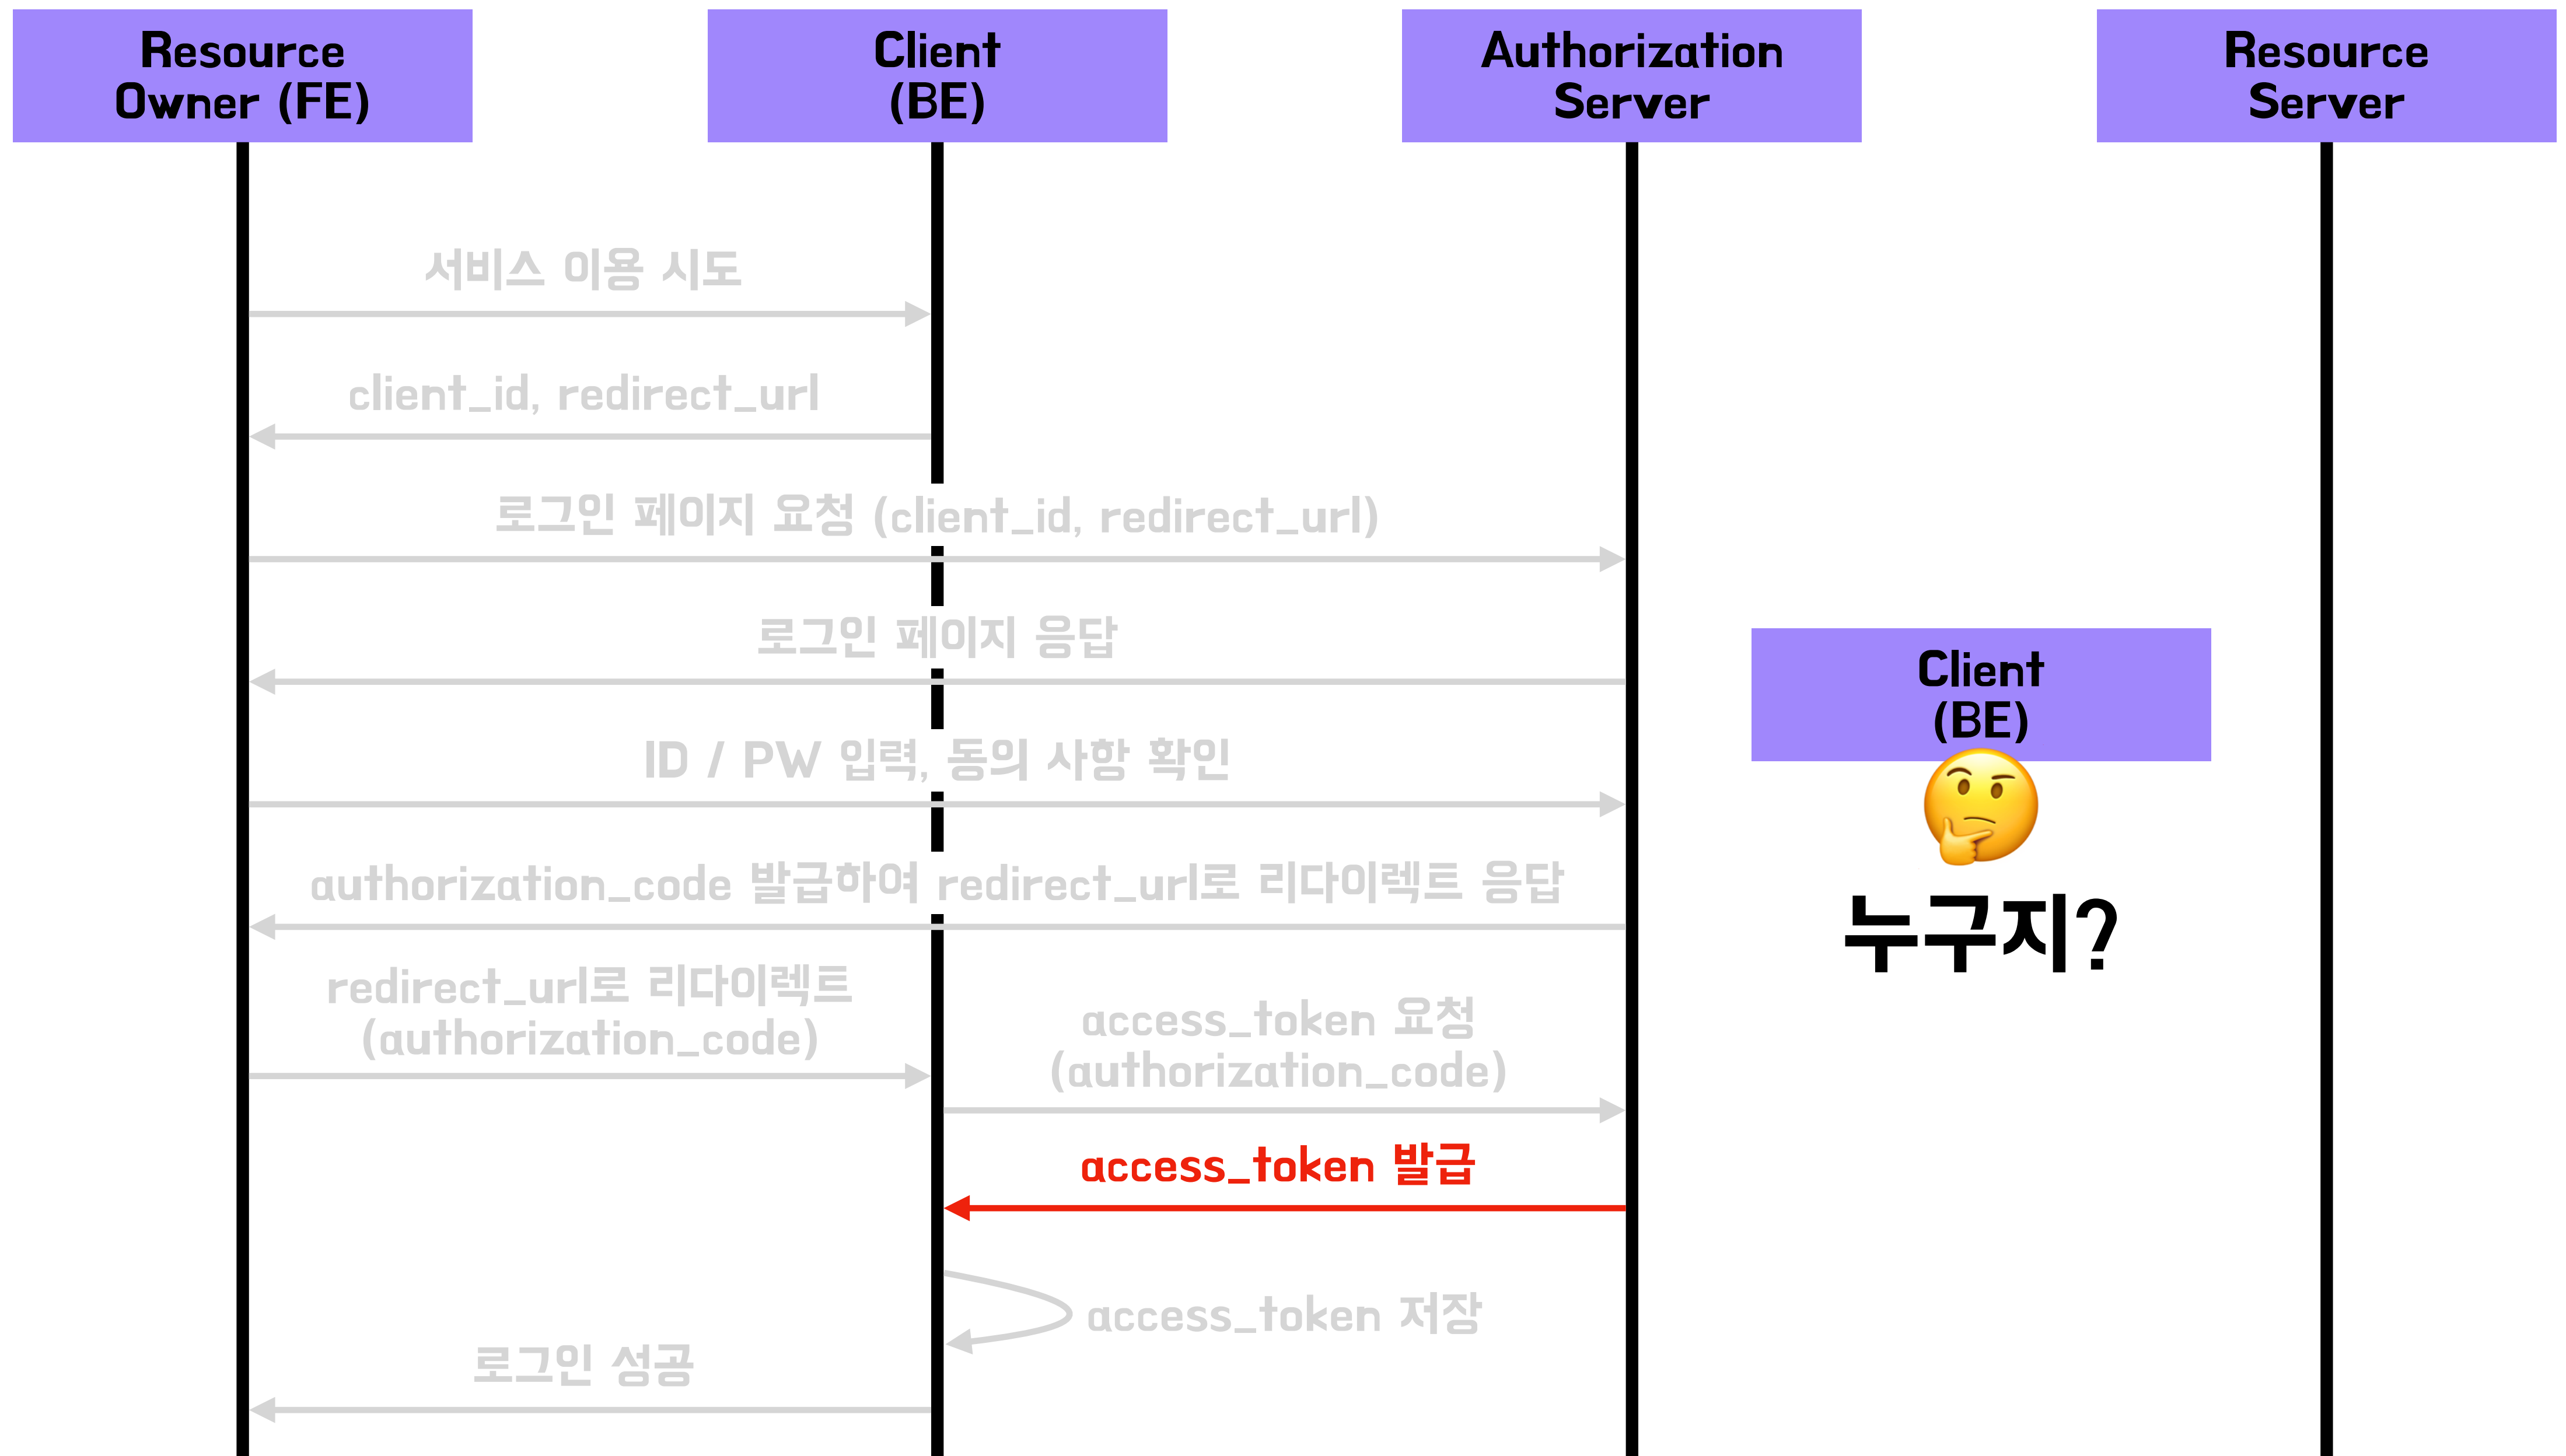 Resource
Owner (FE)
Client
(BE)
Authorization
Server
Resource
Server
서비스 이용 시도
client_id, redirect_url
로그인 페이지 요청 (client_id, redirect_url)
로그인 페이지 응답
Client
(BE)
ID / PW 입력, 동의 사항 확인
authorization_code 발급하여 redirect_url로 리다이렉트 응답
누구지?
redirect_url로 리다이렉트
(authorization_code)
access_token 요청
(authorization_code)
access_token 발급
access_token 저장
로그인 성공